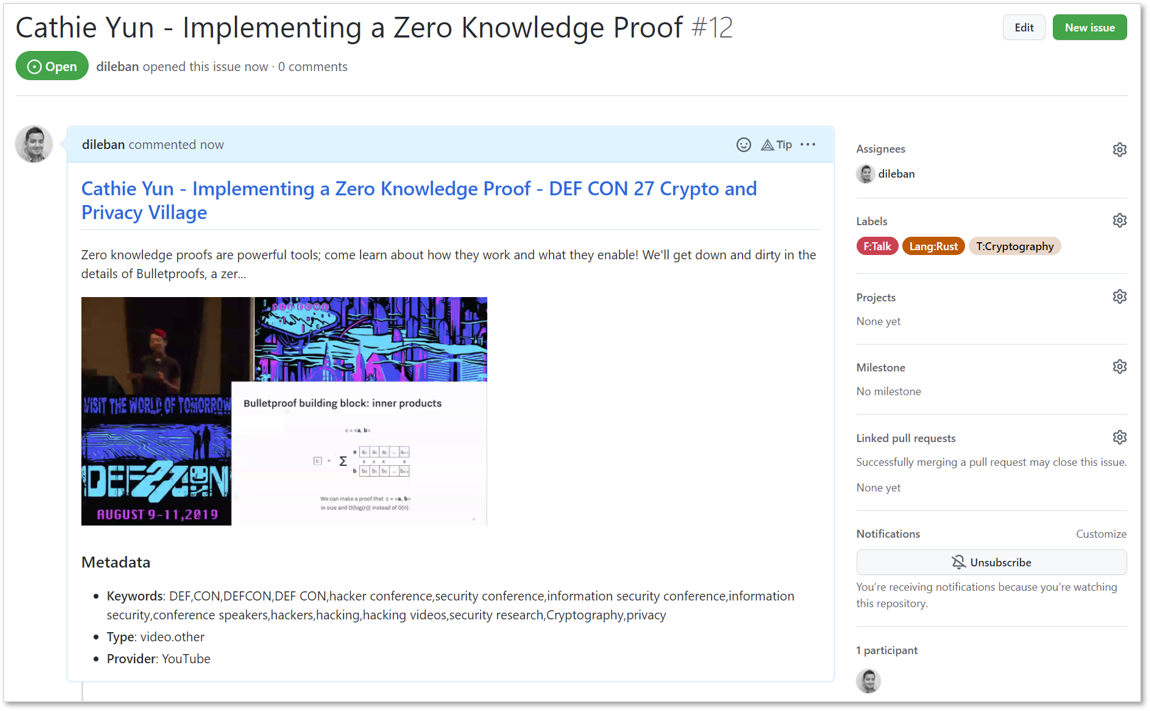 Cathie Yun - Implementing a Zero Knowledge Proof #12
Edit
New issue
Open
dileban opened this issue now · 0 comments
dileban commented now
Tip
Cathie Yun - Implementing a Zero Knowledge Proof - DEF CON 27 Crypto and
Privacy Village
Zero knowledge proofs are powerful tools; come learn about how they work and what they enable! We'll get down and dirty in the
details of Bulletproofs, a zer...
VISIT THE WORLD OF TOMORROW
DEF CON
27
AUGUST 9-11, 2019
Bulletproof building block: inner products
c = <a, b>
We can make a proof that c = <a, b>
in size and O(log(n)) instead of O(n).
Metadata
Keywords: DEF,CON,DEFCON,DEF CON,hacker conference,security conference,information security conference,information
security,conference speakers,hackers,hacking,hacking videos,security research,Cryptography,privacy
Type: video.other
Provider: YouTube
Assignees
dileban
Labels
F:Talk
Lang:Rust
T:Cryptography
Projects
None yet
Milestone
No milestone
Linked pull requests
Successfully merging a pull request may close this issue.
None yet
Notifications
Customize
Unsubscribe
You're receiving notifications because you're watching
this repository.
1 participant